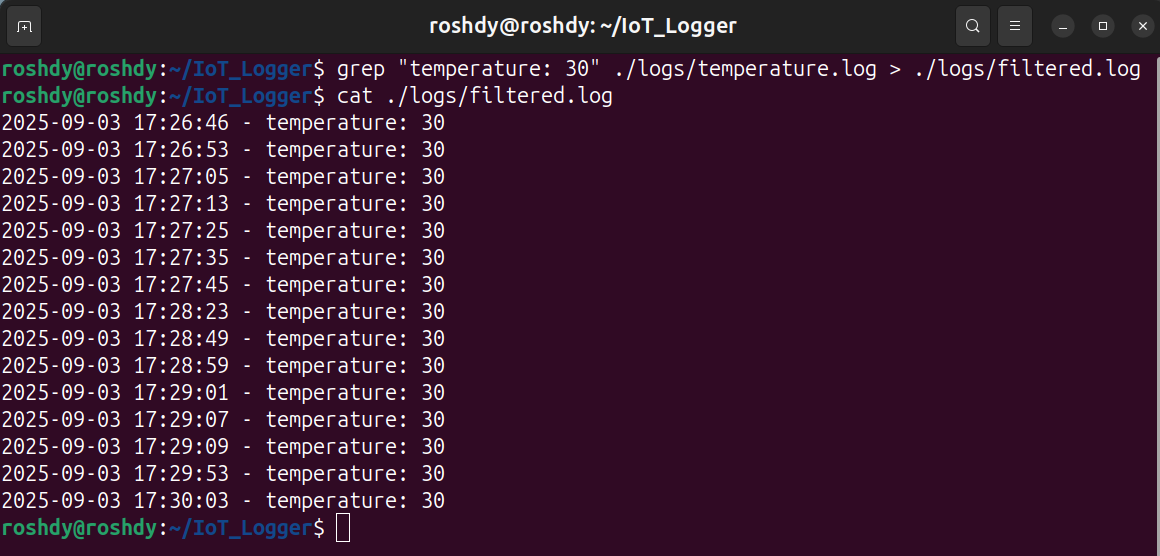 roshdy@roshdy: ~/IoT_Logger
roshdy@roshdy:~/IoT_Logger$ grep "temperature: 30" ./logs/temperature.log > ./logs/filtered.log
roshdy@roshdy:~/IoT_Logger$ cat ./logs/filtered.log
2025-09-03 17:26:46 - temperature: 30
2025-09-03 17:26:53 - temperature: 30
2025-09-03 17:27:05 - temperature: 30
2025-09-03 17:27:13 - temperature: 30
2025-09-03 17:27:25 - temperature: 30
2025-09-03 17:27:35 - temperature: 30
2025-09-03 17:27:45 - temperature: 30
2025-09-03 17:28:23 - temperature: 30
2025-09-03 17:28:49 - temperature: 30
2025-09-03 17:28:59 - temperature: 30
2025-09-03 17:29:01 - temperature: 30
2025-09-03 17:29:07 - temperature: 30
2025-09-03 17:29:09 - temperature: 30
2025-09-03 17:29:53 - temperature: 30
2025-09-03 17:30:03 - temperature: 30
roshdy@roshdy:~/IoT_Logger$